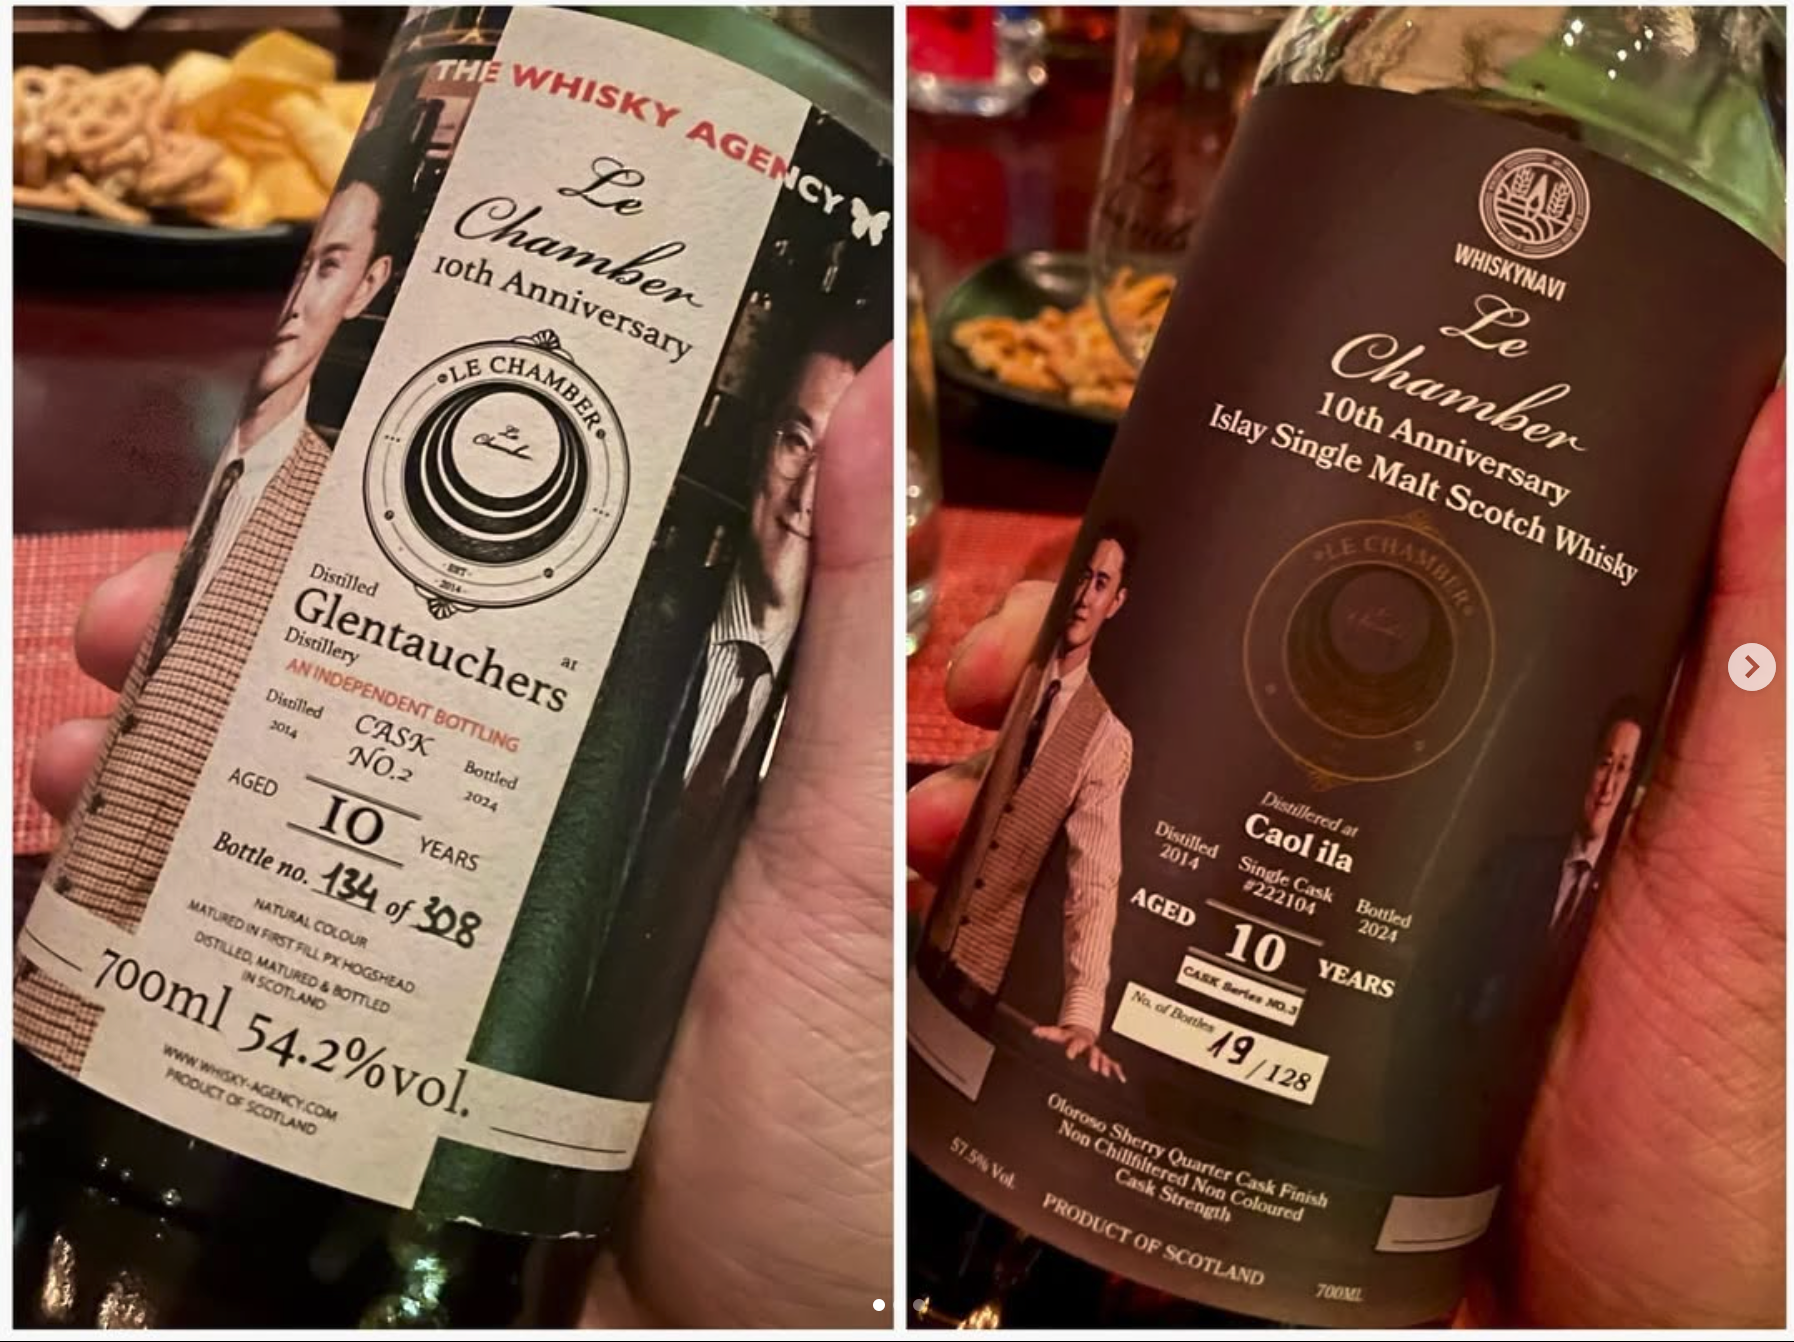 THE WHISKY AGENCY
Le
Chamber
10th Anniversary
LE CHAMBER
Le
Chamber
EST
2014
Distilled at
Glentauchers
Distillery
AN INDEPENDENT BOTTLING
Distilled
2014
CASK
NO.2
Bottled
2024
AGED
10
YEARS
Bottle no. 134 of 308
NATURAL COLOUR
MATURED IN FIRST FILL PX HOGSHEAD
DISTILLED, MATURED & BOTTLED
IN SCOTLAND
700ml 54.2%vol.
WWW.WHISKY-AGENCY.COM
PRODUCT OF SCOTLAND
WHISKYNAVI
Le
Chamber
10th Anniversary
Islay Single Malt Scotch Whisky
LE CHAMBER
Distillered at
Caol ila
Distilled
2014
Single Cask
#222104
Bottled
2024
AGED
10
YEARS
CASK Series NO.3
No. of Bottles 19/128
Oloroso Sherry Quarter Cask Finish
Non Chillfiltered Non Coloured
Cask Strength
57.5% Vol.
PRODUCT OF SCOTLAND
700ML